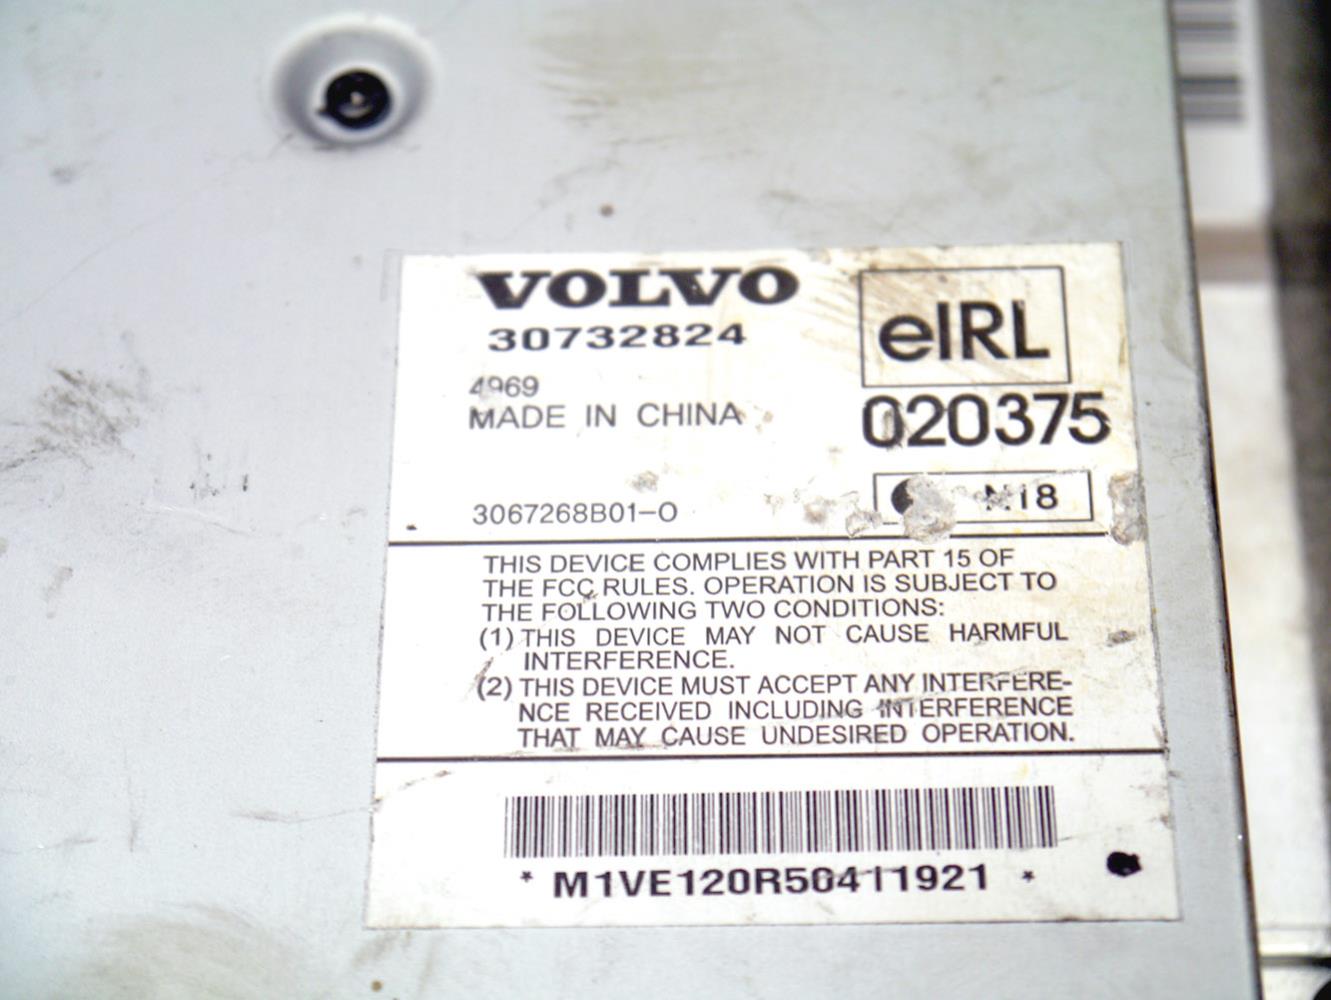 VOLVO
30732824
4969
MADE IN CHINA
3067268B01-O
eIRL
020375
N18
THIS DEVICE COMPLIES WITH PART 15 OF
THE FCC RULES. OPERATION IS SUBJECT TO
THE FOLLOWING TWO CONDITIONS:
(1) THIS DEVICE MAY NOT CAUSE HARMFUL
INTERFERENCE.
(2) THIS DEVICE MUST ACCEPT ANY INTERFERE-
NCE RECEIVED INCLUDING INTERFERENCE
THAT MAY CAUSE UNDESIRED OPERATION.
* M1VE120R50411921 *